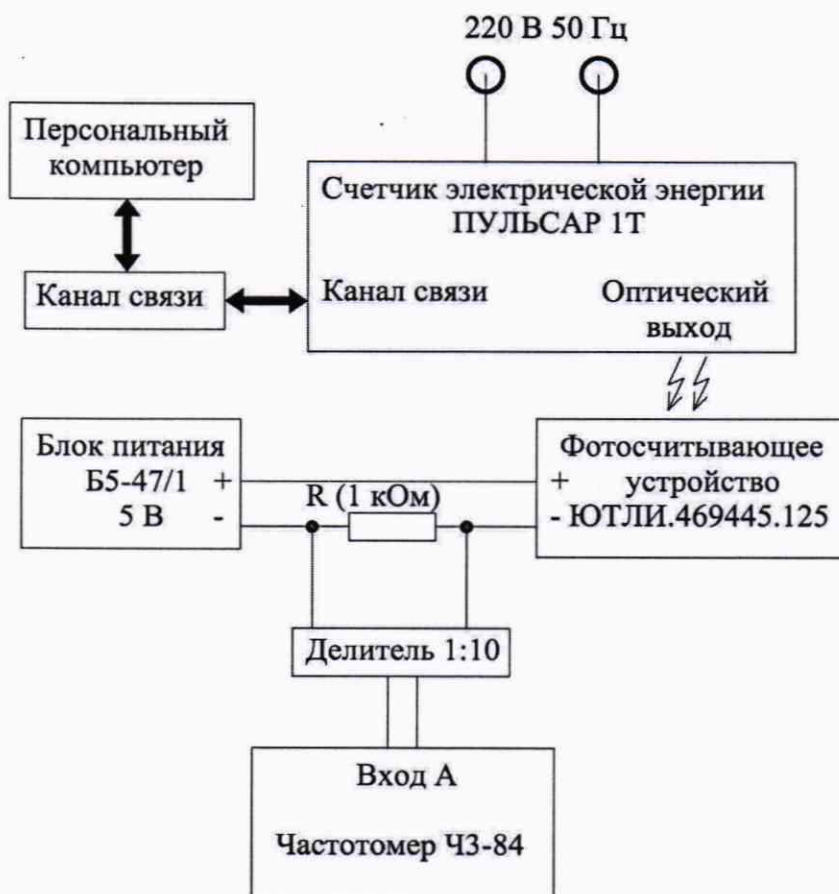 220 В 50 Гц
Персональный
компьютер
Счетчик электрической энергии
ПУЛЬСАР 1Т
Канал связи
Канал связи
Оптический
выход
Блок питания
Б5-47/1 +
5 В -
R (1 кОм)
Фотосчитывающее
+ устройство
- ЮТЛИ.469445.125
Делитель 1:10
Вход А
Частотомер ЧЗ-84